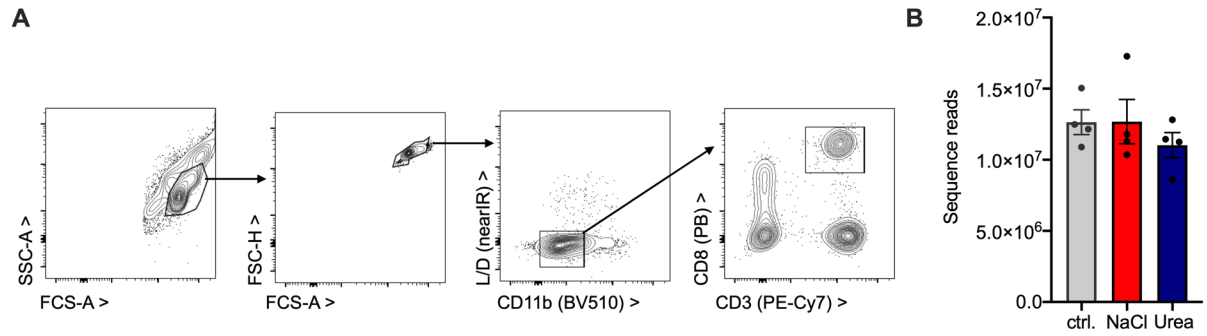 A
SSC-A >
FCS-A >
FSC-H >
FCS-A >
L/D (nearIR) >
CD11b (BV510) >
CD8 (PB) >
CD3 (PE-Cy7) >
B
Sequence reads
2.0×10⁷
1.5×10⁷
1.0×10⁷
5.0×10⁶
0.0
ctrl. NaCl Urea